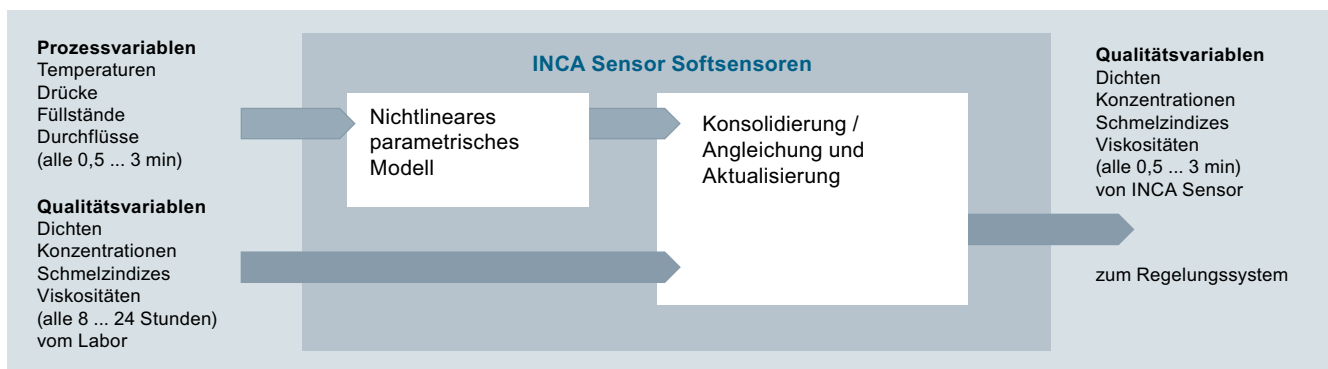 Prozessvariablen
Temperaturen
Drücke
Füllstände
Durchflüsse
(alle 0,5 ... 3 min)
Qualitätsvariablen
Dichten
Konzentrationen
Schmelzindizes
Viskositäten
(alle 8 ... 24 Stunden)
vom Labor
INCA Sensor Softsensoren
Nichtlineares
parametrisches
Modell
Konsolidierung /
Angleichung und
Aktualisierung
Qualitätsvariablen
Dichten
Konzentrationen
Schmelzindizes
Viskositäten
(alle 0,5 ... 3 min)
von INCA Sensor
zum Regelungssystem